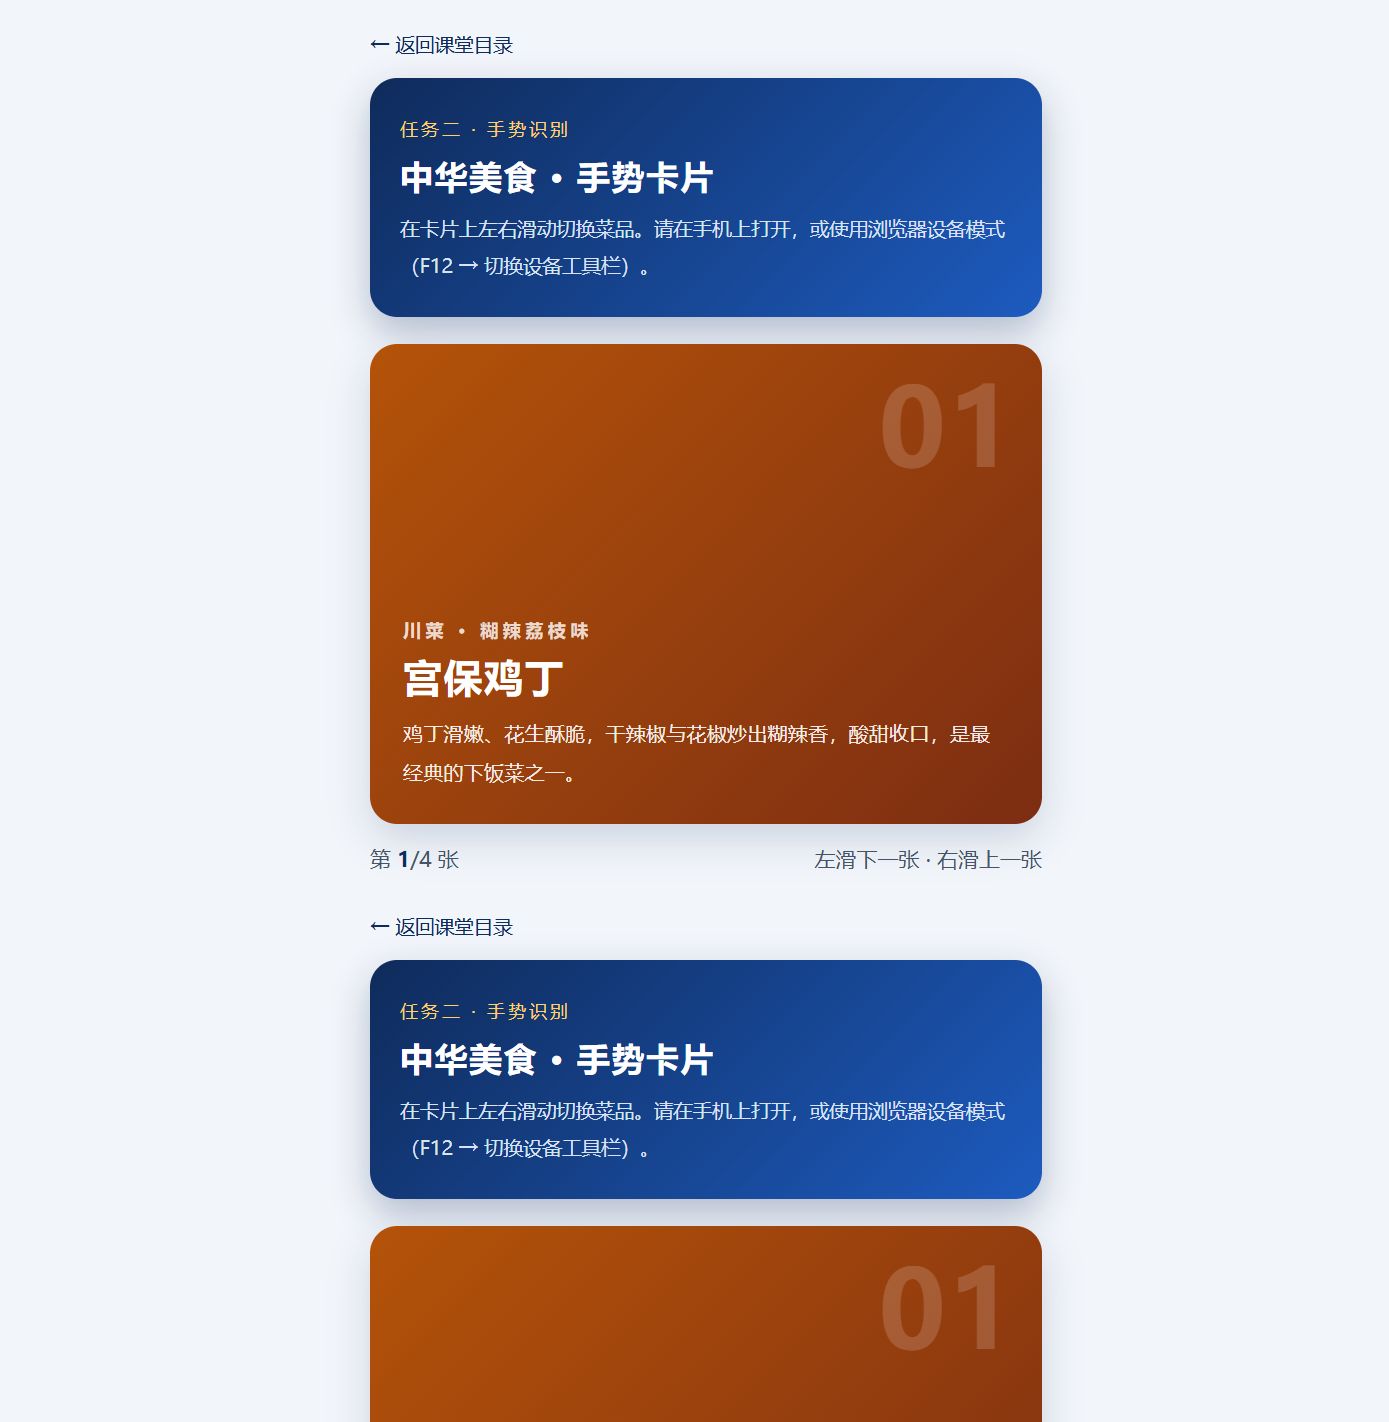 ← 返回课堂目录
任务二 · 手势识别
中华美食 · 手势卡片
在卡片上左右滑动切换菜品。请在手机上打开，或使用浏览器设备模式
（F12 → 切换设备工具栏）。
01
川菜 · 糊辣荔枝味
宫保鸡丁
鸡丁滑嫩、花生酥脆，干辣椒与花椒炒出糊辣香，酸甜收口，是最
经典的下饭菜之一。
第 1/4 张
左滑下一张 · 右滑上一张
← 返回课堂目录
任务二 · 手势识别
中华美食 · 手势卡片
在卡片上左右滑动切换菜品。请在手机上打开，或使用浏览器设备模式
（F12 → 切换设备工具栏）。
01